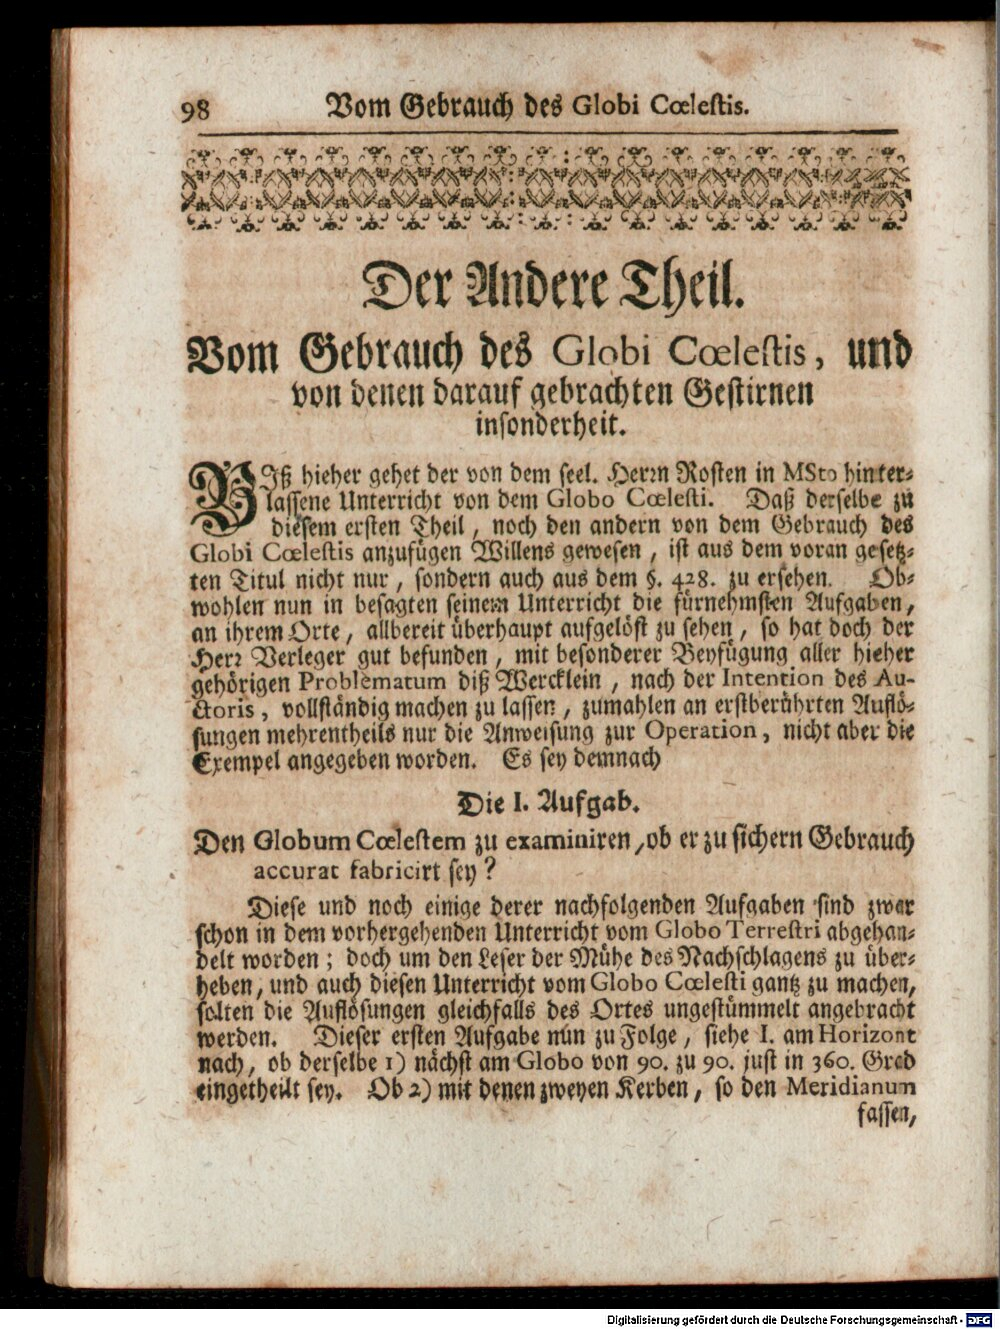 98
Vom Gebrauch des Globi Cœlestis.
Der Andere Theil.
Vom Gebrauch des Globi Cœlestis, und
von denen darauf gebrachten Gestirnen
insonderheit.
BIß hieher gehet der von dem seel. Herrn Rosten in MSto hinter-
lassene Unterricht von dem Globo Cœlesti. Daß derselbe zu
diesem ersten Theil, noch den andern von dem Gebrauch des
Globi Cœlestis anzufügen Willens gewesen, ist aus dem voran gesetz-
ten Titul nicht nur, sondern auch aus dem §. 428. zu ersehen. Ob-
wohlen nun in besagten seinem Unterricht die fürnehmsten Aufgaben,
an ihrem Orte, allbereit überhaupt aufgelöst zu sehen, so hat doch der
Herr Verleger gut befunden, mit besonderer Beyfügung aller hieher
gehörigen Problematum diß Wercklein, nach der Intention des Au-
ctoris, vollständig machen zu lassen, zumahlen an erstberührten Auflö-
sungen mehrentheils nur die Anweisung zur Operation, nicht aber die
Exempel angegeben worden. Es sey demnach
Die I. Aufgab.
Den Globum Cœlestem zu examiniren, ob er zu sichern Gebrauch
accurat fabricirt sey?
Diese und noch einige derer nachfolgenden Aufgaben sind zwar
schon in dem vorhergehenden Unterricht vom Globo Terrestri abgehan-
delt worden; doch um den Leser der Mühe des Nachschlagens zu über-
heben, und auch diesen Unterricht vom Globo Cœlesti gantz zu machen,
solten die Auflösungen gleichfalls des Ortes ungestümmelt angebracht
werden. Dieser ersten Aufgabe nun zu Folge, siehe I. am Horizont
nach, ob derselbe 1) nächst am Globo von 90. zu 90. just in 360. Grad
eingetheilt sey. Ob 2) mit denen zweyen Kerben, so den Meridianum
fassen,
Digitalisierung gefördert durch die Deutsche Forschungsgemeinschaft - DFG